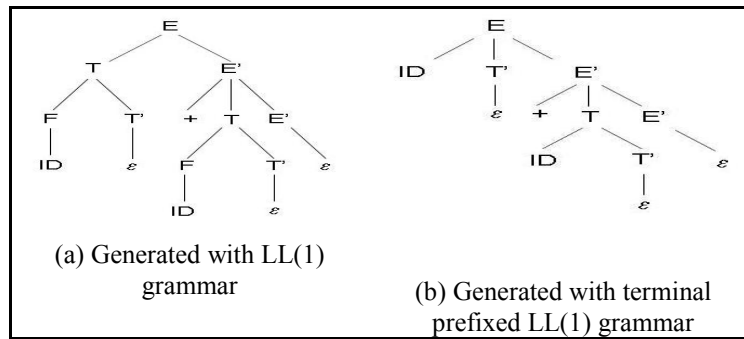 E
T E'
F T' + T E'
ID ε F T' ε
ID ε
(a) Generated with LL(1)
grammar
E
ID T' E'
ε + T E'
ID T' ε
ε
(b) Generated with terminal
prefixed LL(1) grammar